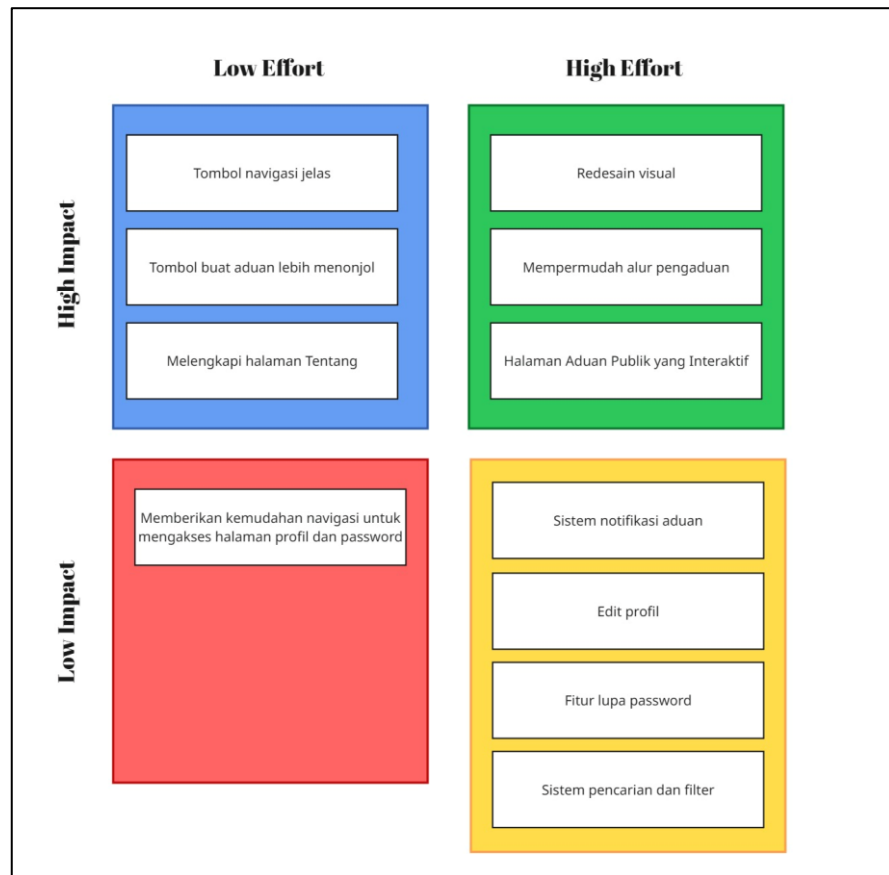 Low Effort
High Effort
High Impact
Tombol navigasi jelas
Tombol buat aduan lebih menonjol
Melengkapi halaman Tentang
Redesain visual
Mempermudah alur pengaduan
Halaman Aduan Publik yang Interaktif
Low Impact
Memberikan kemudahan navigasi untuk
mengakses halaman profil dan password
Sistem notifikasi aduan
Edit profil
Fitur lupa password
Sistem pencarian dan filter